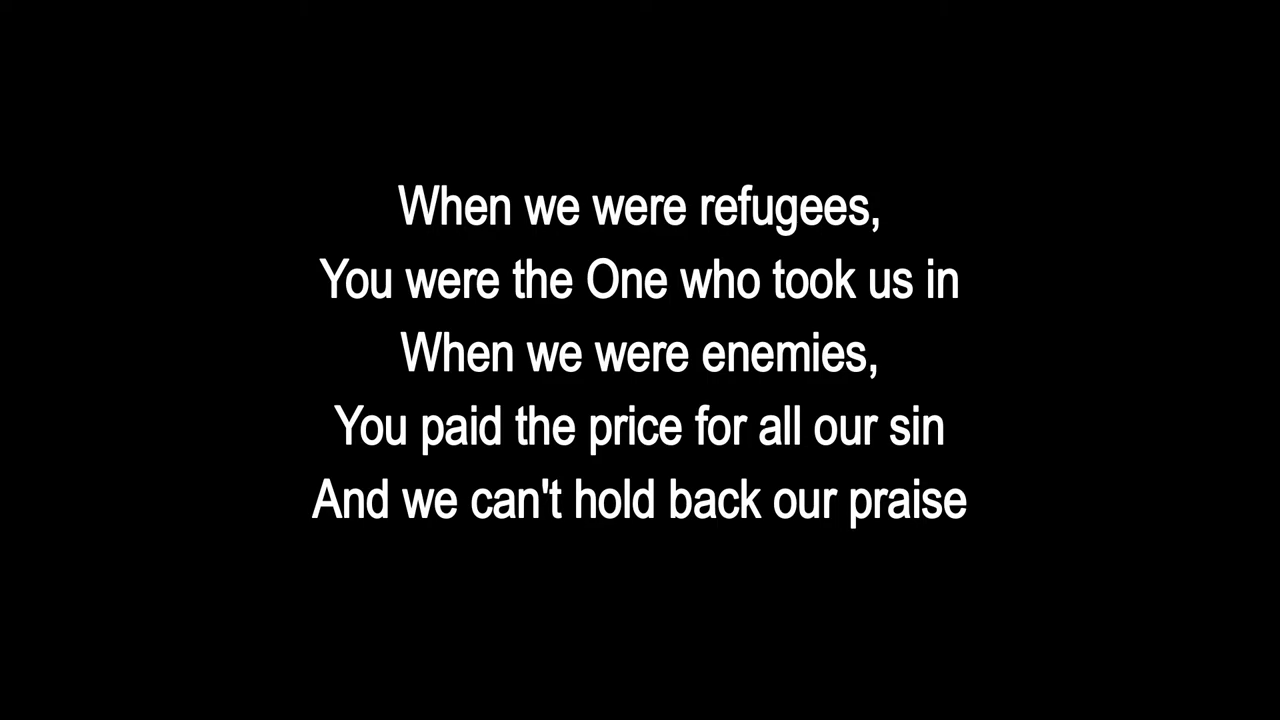 When we were refugees,
You were the One who took us in
When we were enemies,
You paid the price for all our sin
And we can't hold back our praise